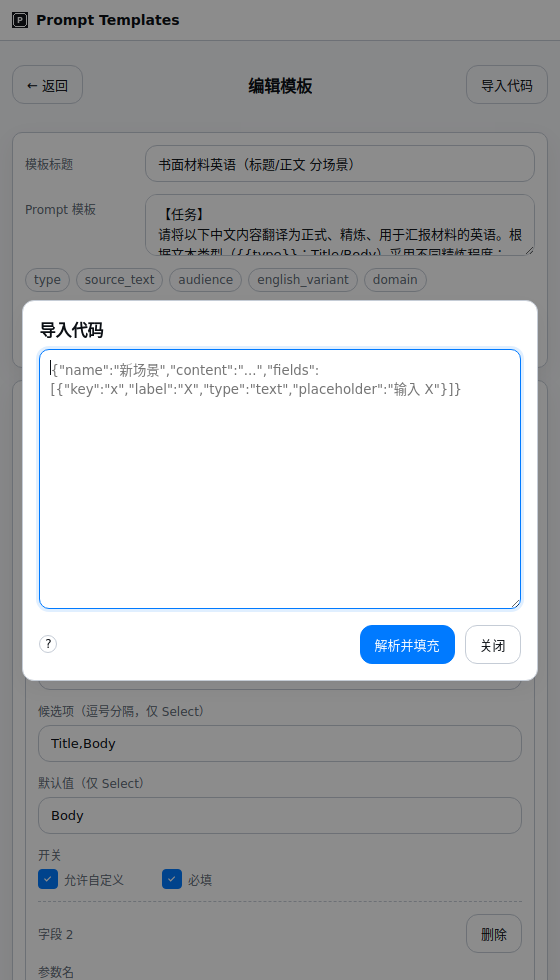 P Prompt Templates
← 返回
编辑模板
导入代码
模板标题
书面材料英语（标题/正文 分场景）
Prompt 模板
【任务】
请将以下中文内容翻译为正式、精炼、用于汇报材料的英语。根
据文本类型（{{type}}：Title/Body）采用不同精炼程度：
type
source_text
audience
english_variant
domain
导入代码
{"name":"新场景","content":"...","fields":
[{"key":"x","label":"X","type":"text","placeholder":"输入 X"}]}
?
解析并填充
关闭
候选项（逗号分隔，仅 Select）
Title,Body
默认值（仅 Select）
Body
开关
允许自定义
必填
字段 2
删除
参数名